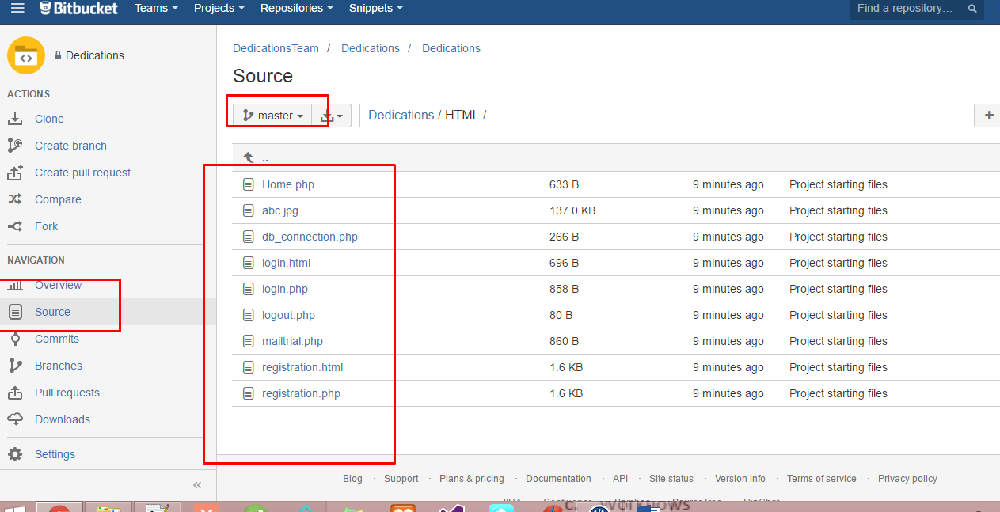 Bitbucket Teams Projects Repositories Snippets Find a repository...
Dedications
ACTIONS
Clone
Create branch
Create pull request
Compare
Fork
NAVIGATION
Overview
Source
Commits
Branches
Pull requests
Downloads
Settings
DedicationsTeam / Dedications / Dedications
Source
master Dedications / HTML /
..
Home.php 633 B 9 minutes ago Project starting files
abc.jpg 137.0 KB 9 minutes ago Project starting files
db_connection.php 266 B 9 minutes ago Project starting files
login.html 696 B 9 minutes ago Project starting files
login.php 858 B 9 minutes ago Project starting files
logout.php 80 B 9 minutes ago Project starting files
mailtrial.php 860 B 9 minutes ago Project starting files
registration.html 1.6 KB 9 minutes ago Project starting files
registration.php 1.6 KB 9 minutes ago Project starting files
Blog · Support · Plans & pricing · Documentation · API · Site status · Version info · Terms of service · Privacy policy